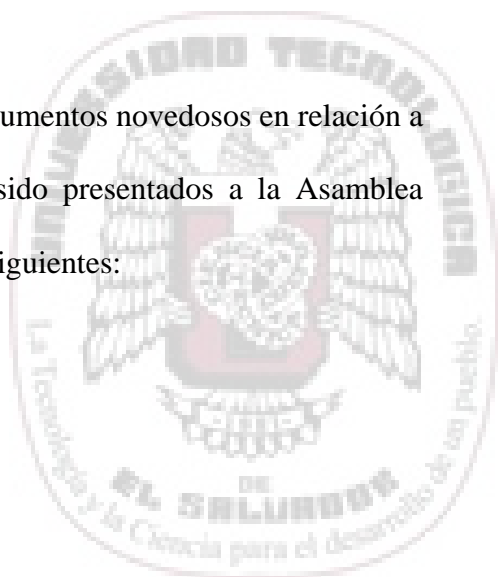 UNIVERSIDAD TECNOLOGICA
umentos novedosos en relación a
sido presentados a la Asamblea
iguientes:
DE
EL SALVADOR
La Tecnología y la Ciencia para el desarrollo de un pueblo.